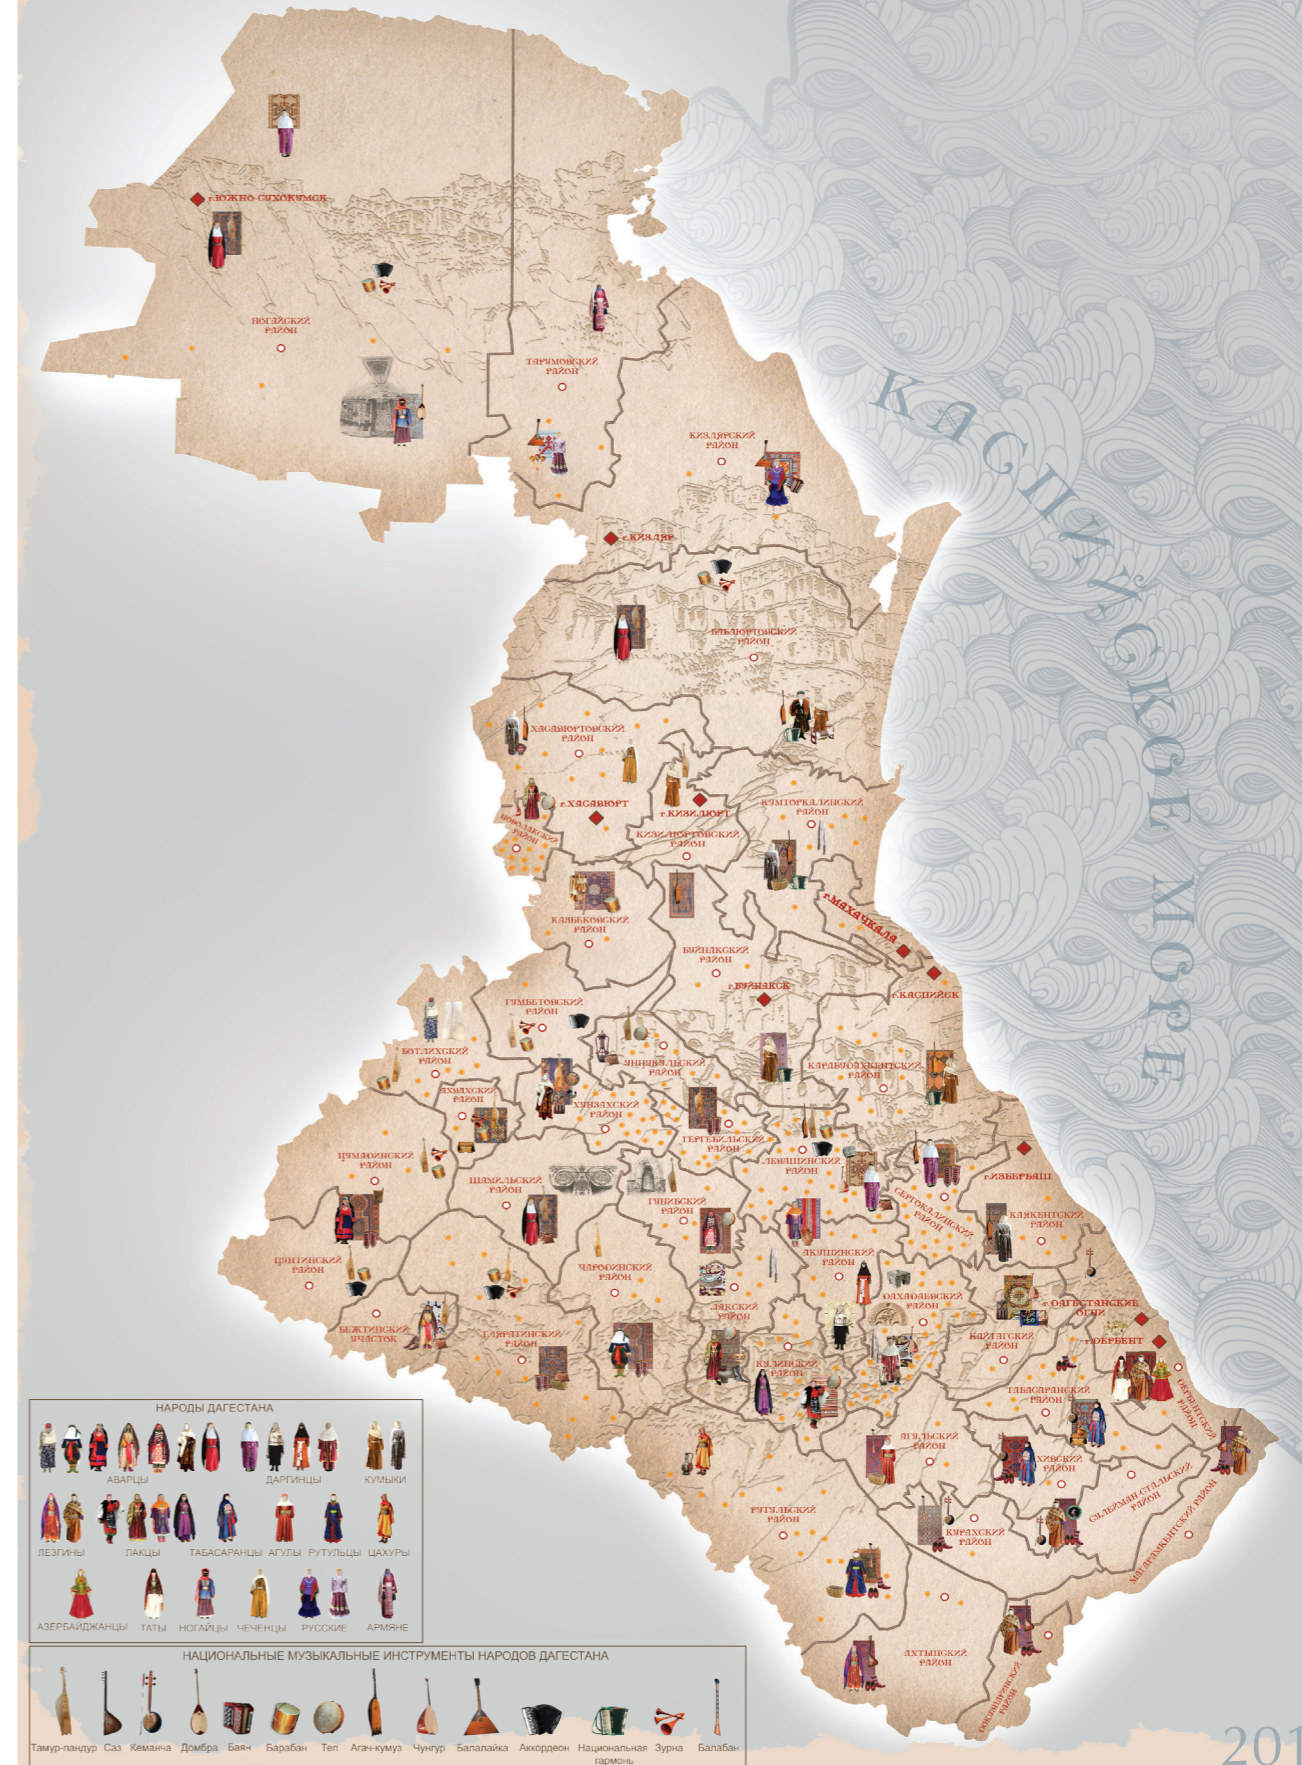 г.ЮЖНО-СУХОКУМСК
НОГАЙСКИЙ
РАЙОН
ТАРУМОВСКИЙ
РАЙОН
КИЗЛЯРСКИЙ
РАЙОН
КАСПИЙСКОЕ МОРЕ
г.КИЗЛЯР
БАБАЮРТОВСКИЙ
РАЙОН
ХАСАВЮРТОВСКИЙ
РАЙОН
г.ХАСАВЮРТ
г.КИЗИЛЮРТ
КУМТОРКАЛИНСКИЙ
РАЙОН
НОВОЛАКСКИЙ
РАЙОН
КИЗИЛЮРТОВСКИЙ
РАЙОН
КАЗБЕКОВСКИЙ
РАЙОН
г.МАХАЧКАЛА
БУЙНАКСКИЙ
РАЙОН
г.БУЙНАКСК
г.КАСПИЙСК
ГУМБЕТОВСКИЙ
РАЙОН
БОТЛИХСКИЙ
РАЙОН
УНЦУКУЛЬСКИЙ
РАЙОН
КАРАБУДАХКЕНТСКИЙ
РАЙОН
АХВАХСКИЙ
РАЙОН
ХУНЗАХСКИЙ
РАЙОН
ГЕРГЕБИЛЬСКИЙ
РАЙОН
ЛЕВАШИНСКИЙ
РАЙОН
ЦУМАДИНСКИЙ
РАЙОН
ШАМИЛЬСКИЙ
РАЙОН
ГУНИБСКИЙ
РАЙОН
СЕРГОКАЛИНСКИЙ
РАЙОН
г.ИЗБЕРБАШ
КАЯКЕНТСКИЙ
РАЙОН
ЦУНТИНСКИЙ
РАЙОН
ЧАРОДИНСКИЙ
РАЙОН
АКУШИНСКИЙ
РАЙОН
ДАХАДАЕВСКИЙ
РАЙОН
г.ДАГЕСТАНСКИЕ
ОГНИ
БЕЖТИНСКИЙ
УЧАСТОК
ТЛЯРАТИНСКИЙ
РАЙОН
ЛАКСКИЙ
РАЙОН
КУЛИНСКИЙ
РАЙОН
КАЙТАГСКИЙ
РАЙОН
г.ДЕРБЕНТ
ДЕРБЕНТСКИЙ
РАЙОН
ТАБАСАРАНСКИЙ
РАЙОН
АГУЛЬСКИЙ
РАЙОН
ХИВСКИЙ
РАЙОН
СУЛЕЙМАН-СТАЛЬСКИЙ
РАЙОН
МАГАРАМКЕНТСКИЙ РАЙОН
РУТУЛЬСКИЙ
РАЙОН
КУРАХСКИЙ
РАЙОН
АХТЫНСКИЙ
РАЙОН
ДОКУЗПАРИНСКИЙ
РАЙОН
НАРОДЫ ДАГЕСТАНА
АВАРЦЫ ДАРГИНЦЫ КУМЫКИ
ЛЕЗГИНЫ ЛАКЦЫ ТАБАСАРАНЦЫ АГУЛЫ РУТУЛЬЦЫ ЦАХУРЫ
АЗЕРБАЙДЖАНЦЫ ТАТЫ НОГАЙЦЫ ЧЕЧЕНЦЫ РУССКИЕ АРМЯНЕ
НАЦИОНАЛЬНЫЕ МУЗЫКАЛЬНЫЕ ИНСТРУМЕНТЫ НАРОДОВ ДАГЕСТАНА
Тамур-пандур Саз Кеманча Домбра Баян Барабан Теп Агач-кумуз Чунгур Балалайка Аккордеон Национальная гармонь Зурна Балабан
201